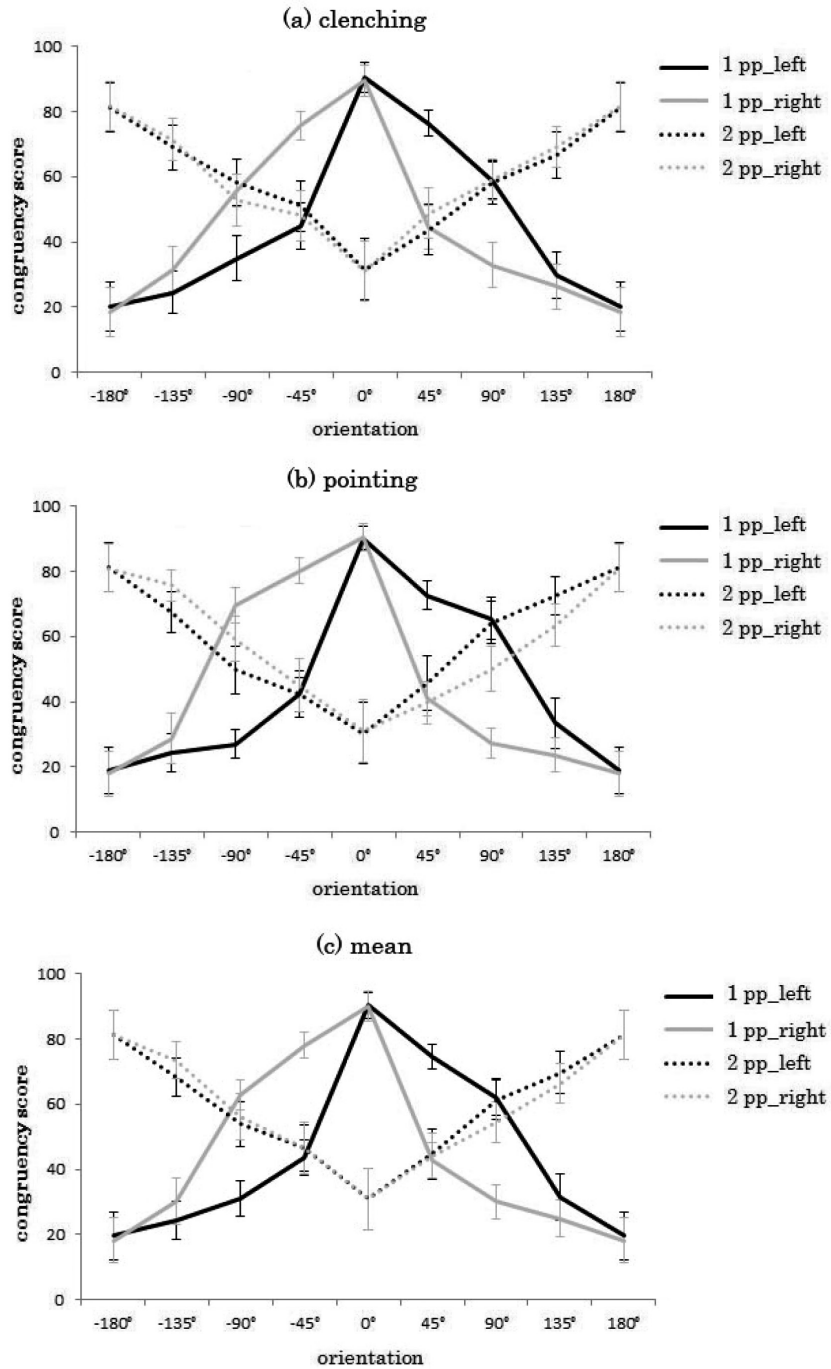 (a) clenching
100
80
60
40
20
0
congruency score
-180° -135° -90° -45° 0° 45° 90° 135° 180°
orientation
1 pp_left
1 pp_right
2 pp_left
2 pp_right
(b) pointing
100
80
60
40
20
0
congruency score
-180° -135° -90° -45° 0° 45° 90° 135° 180°
orientation
1 pp_left
1 pp_right
2 pp_left
2 pp_right
(c) mean
100
80
60
40
20
0
congruency score
-180° -135° -90° -45° 0° 45° 90° 135° 180°
orientation
1 pp_left
1 pp_right
2 pp_left
2 pp_right